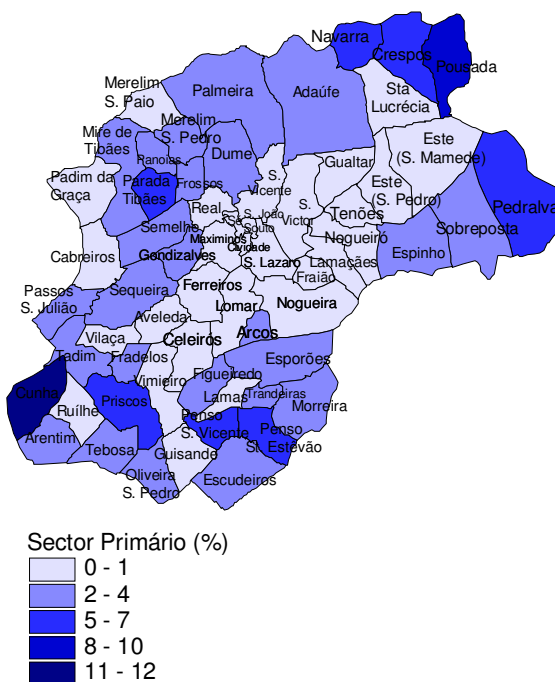 Navarra
Crespos
Pousada
Merelim
S. Paio
Palmeira
Adaúfe
Sta
Lucrécia
Merelim
S. Pedro
Mire de
Tibães
Panoias
Dume
Este
(S. Mamede)
Padim da
Graça
Parada
Tibães
Frossos
S.
Vicente
Gualtar
Este
(S. Pedro)
Pedralva
Real
Sé
S. João
Souto
S.
Victor
Tenões
Semelhe
Maximinos
Cividade
Nogueiró
Sobreposta
Cabreiros
Gondizalves
S. Lazaro
Lamaçães
Espinho
Fraião
Passos
S. Julião
Sequeira
Ferreiros
Lomar
Nogueira
Aveleda
Vilaça
Celeirós
Arcos
Tadim
Fradelos
Esporões
Cunha
Vimieiro
Figueiredo
Priscos
Lamas
Trandeiras
Ruílhe
Morreira
Penso
S. Vicente
Penso
S. Estêvão
Arentim
Tebosa
Guisande
Oliveira
S. Pedro
Escudeiros
Sector Primário (%)
0 - 1
2 - 4
5 - 7
8 - 10
11 - 12